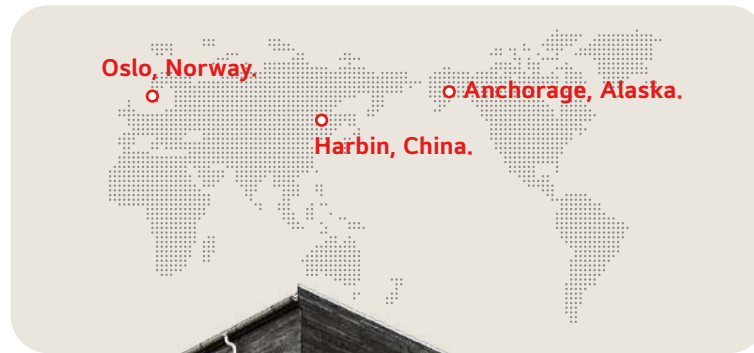 Oslo, Norway.
Anchorage, Alaska.
Harbin, China.